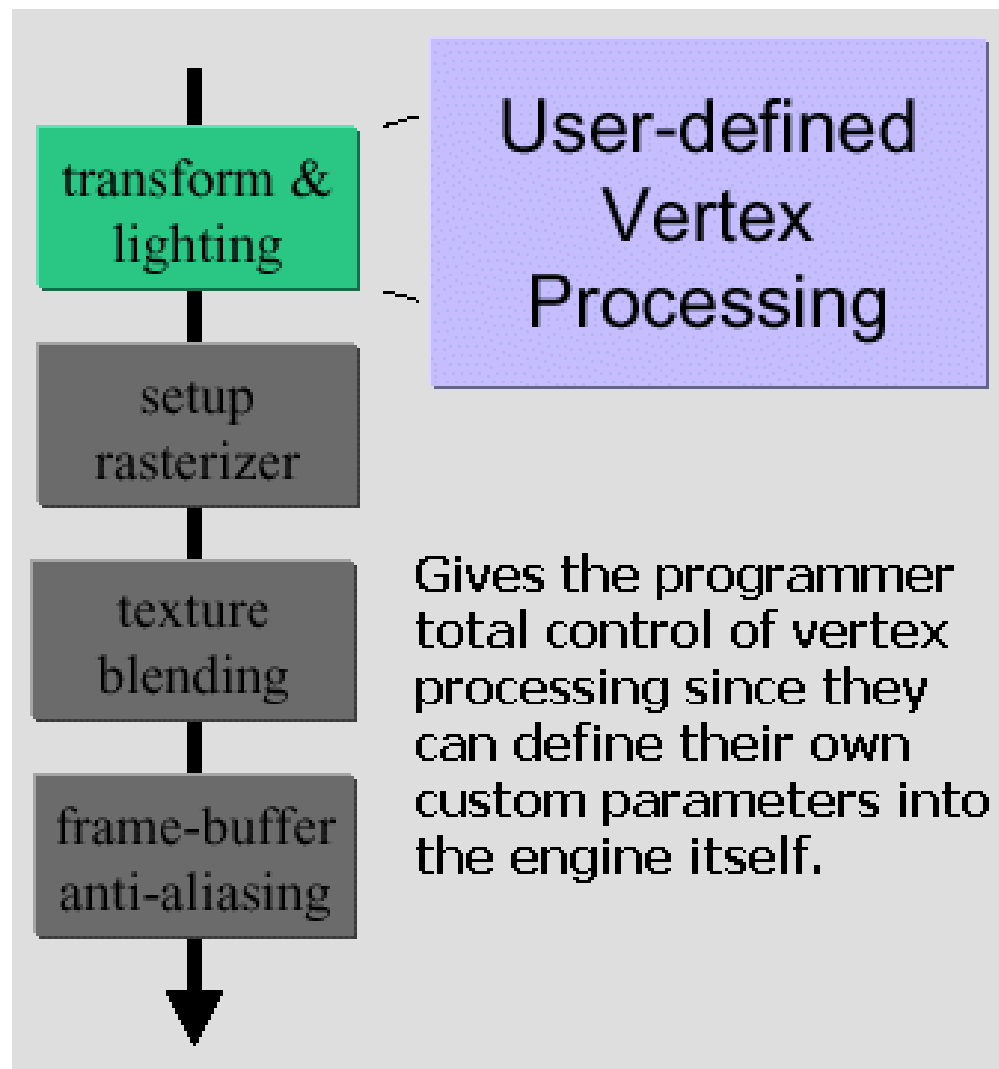 User-defined
Vertex
Processing
transform &
lighting
setup
rasterizer
texture
blending
frame-buffer
anti-aliasing
Gives the programmer
total control of vertex
processing since they
can define their own
custom parameters into
the engine itself.